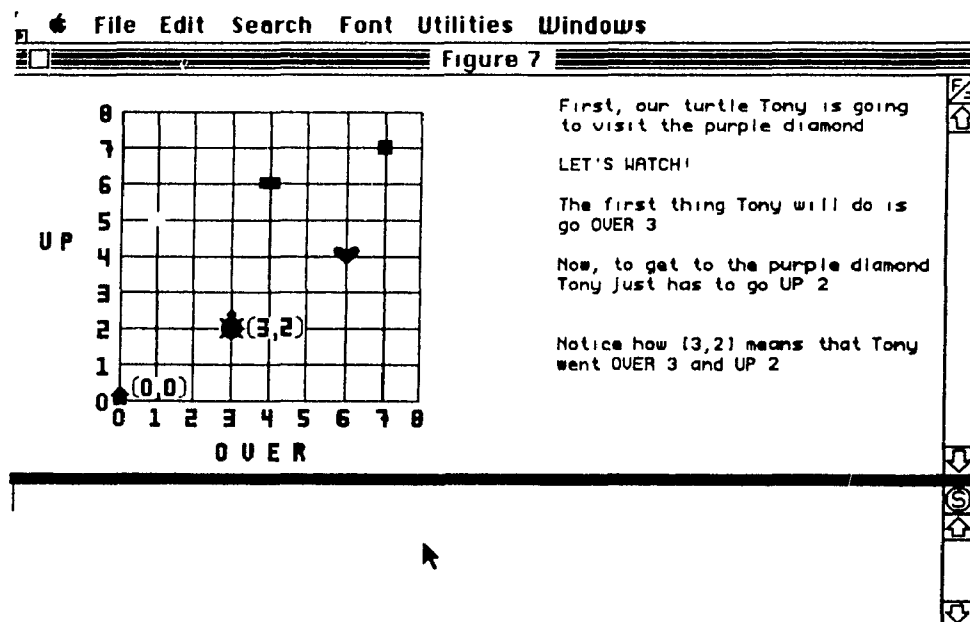 File Edit Search Font Utilities Windows
Figure 7
8
7
6
5
UP 4
3
2 (3,2)
1
0 (0,0)
0 1 2 3 4 5 6 7 8
OVER
First, our turtle Tony is going
to visit the purple diamond
LET'S WATCH!
The first thing Tony will do is
go OVER 3
Now, to get to the purple diamond
Tony just has to go UP 2
Notice how (3,2) means that Tony
went OVER 3 and UP 2
S